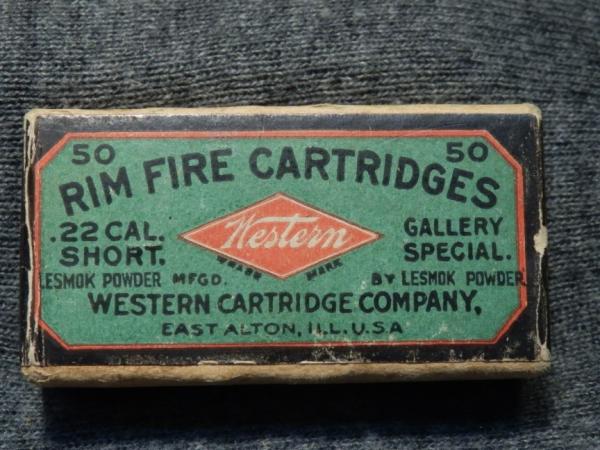 50 50
RIM FIRE CARTRIDGES
.22 CAL. SHORT.
Western
TRADE MARK
GALLERY SPECIAL.
LESMOK POWDER MFGD. BY LESMOK POWDER
WESTERN CARTRIDGE COMPANY,
EAST ALTON, ILL. U.S.A